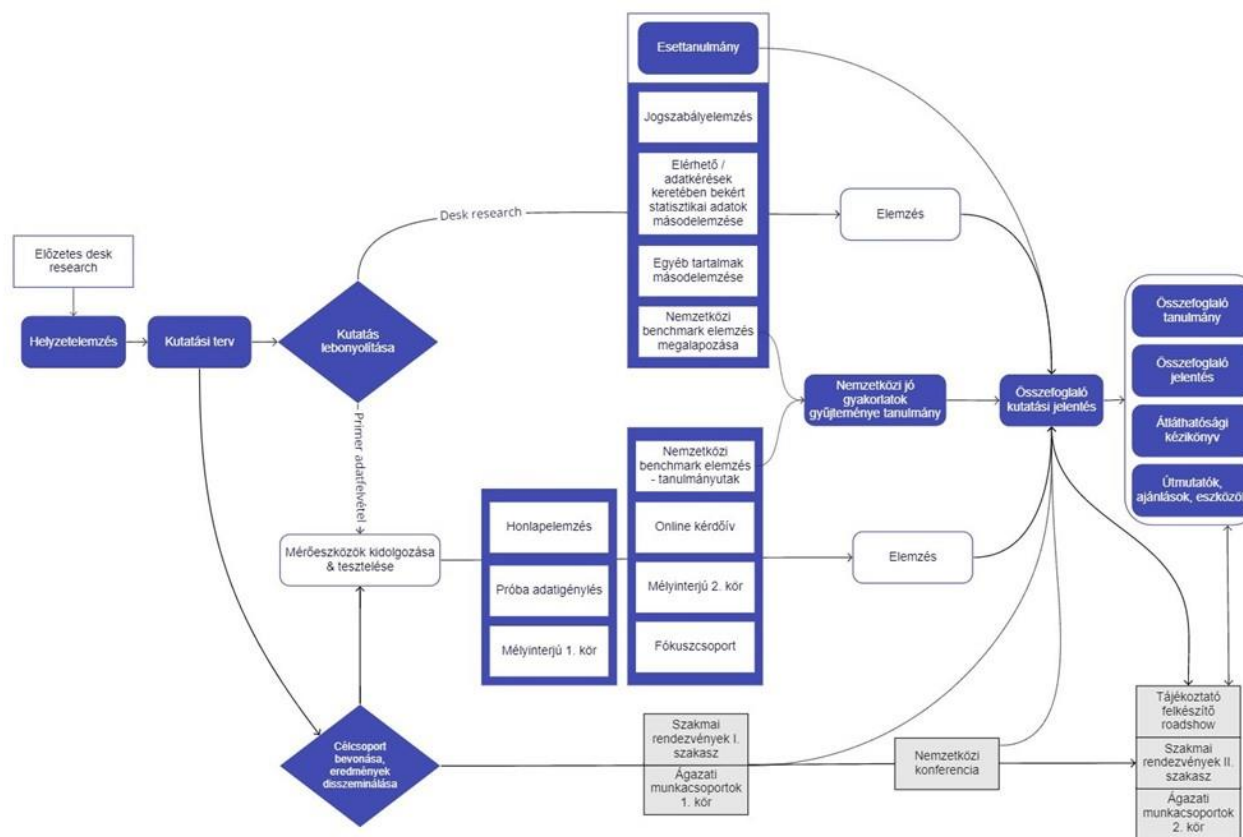 Esettanulmány
Jogszabályelemzés
Elérhető /
adatkérések
keretében bekért
statisztikai adatok
másodelemzése
Egyéb tartalmak
másodelemzése
Nemzetközi
benchmark elemzés
megalapozása
Desk research
Elemzés
Előzetes desk
research
Helyzetelemzés
Kutatási terv
Kutatás
lebonyolítása
Primer adatfelvétel
Nemzetközi jó
gyakorlatok
gyűjteménye tanulmány
Összefoglaló
kutatási jelentés
Összefoglaló
tanulmány
Összefoglaló
jelentés
Átláthatósági
kézikönyv
Útmutatók,
ajánlások, eszközök
Mérőeszközök kidolgozása
& tesztelése
Honlapelemzés
Próba adatigénylés
Mélyinterjú 1. kör
Nemzetközi
benchmark elemzés
- tanulmányutak
Online kérdőív
Mélyinterjú 2. kör
Fókuszcsoport
Elemzés
Célcsoport
bevonása,
eredmények
disszeminálása
Szakmai
rendezvények I.
szakasz
Ágazati
munkacsoportok
1. kör
Nemzetközi
konferencia
Tájékoztató
felkészítő
roadshow
Szakmai
rendezvények II.
szakasz
Ágazati
munkacsoportok
2. kör